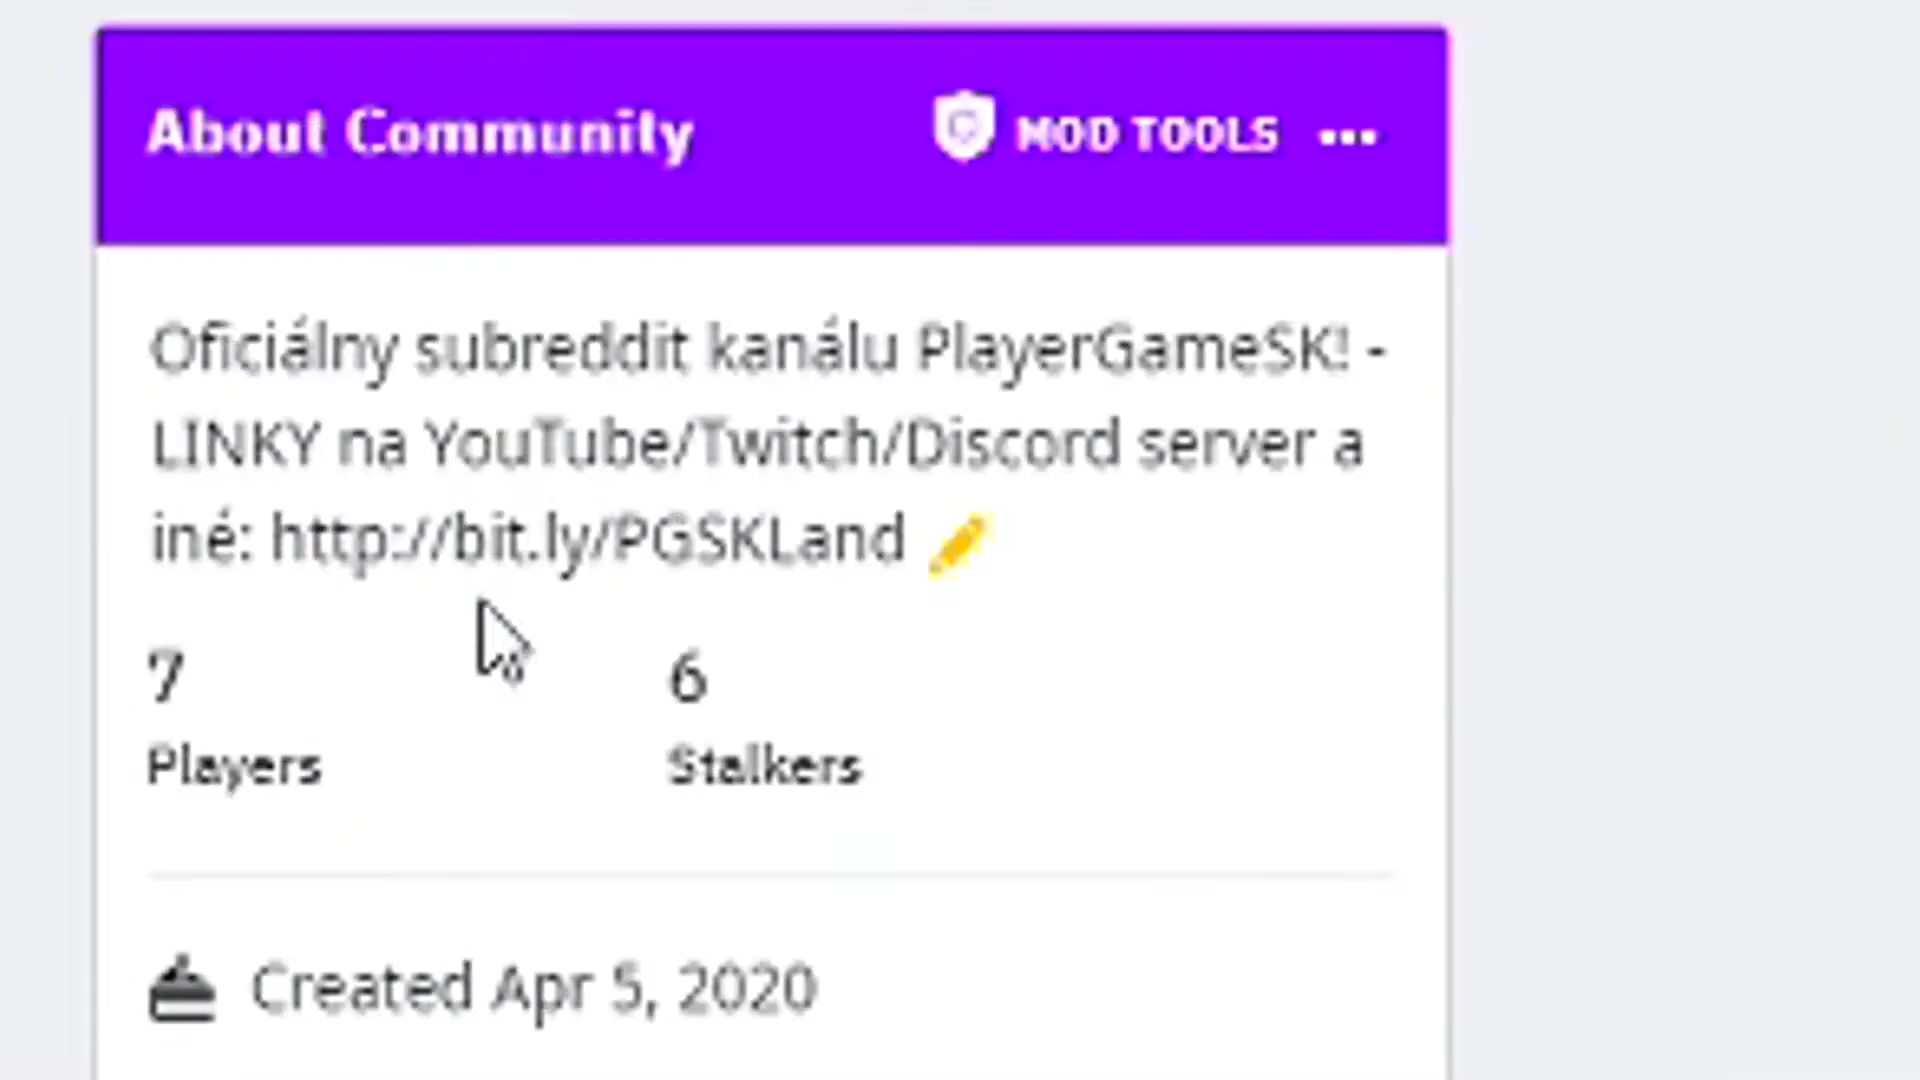 About Community
MOD TOOLS
Oficiálny subreddit kanálu PlayerGameSK! -
LINKY na YouTube/Twitch/Discord server a
iné: http://bit.ly/PGSKLand
7
6
Players
Stalkers
Created Apr 5, 2020